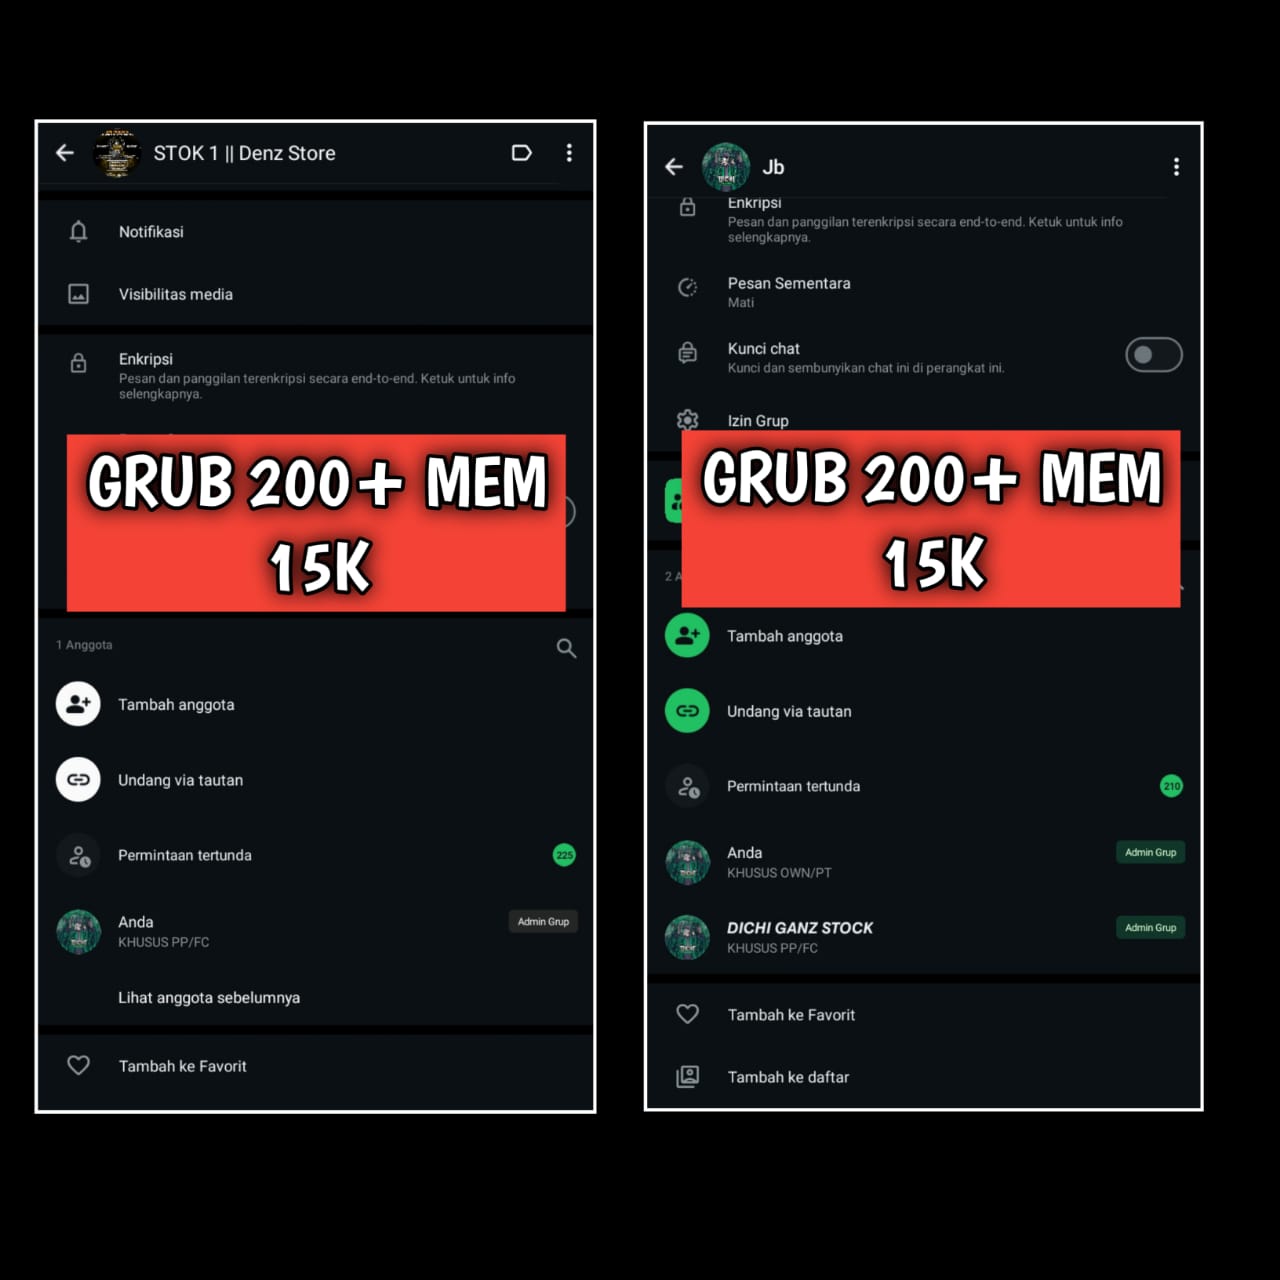 STOK 1 || Denz Store
Notifikasi
Visibilitas media
Enkripsi
Pesan dan panggilan terenkripsi secara end-to-end. Ketuk untuk info
selengkapnya.
GRUB 200+ MEM
15K
1 Anggota
Tambah anggota
Undang via tautan
Permintaan tertunda
225
Anda
Admin Grup
KHUSUS PP/FC
Lihat anggota sebelumnya
Tambah ke Favorit
Jb
Enkripsi
Pesan dan panggilan terenkripsi secara end-to-end. Ketuk untuk info
selengkapnya.
Pesan Sementara
Mati
Kunci chat
Kunci dan sembunyikan chat ini di perangkat ini.
Izin Grup
GRUB 200+ MEM
15K
2 A
Tambah anggota
Undang via tautan
Permintaan tertunda
210
Anda
Admin Grup
KHUSUS OWN/PT
DICHI GANZ STOCK
Admin Grup
KHUSUS PP/FC
Tambah ke Favorit
Tambah ke daftar